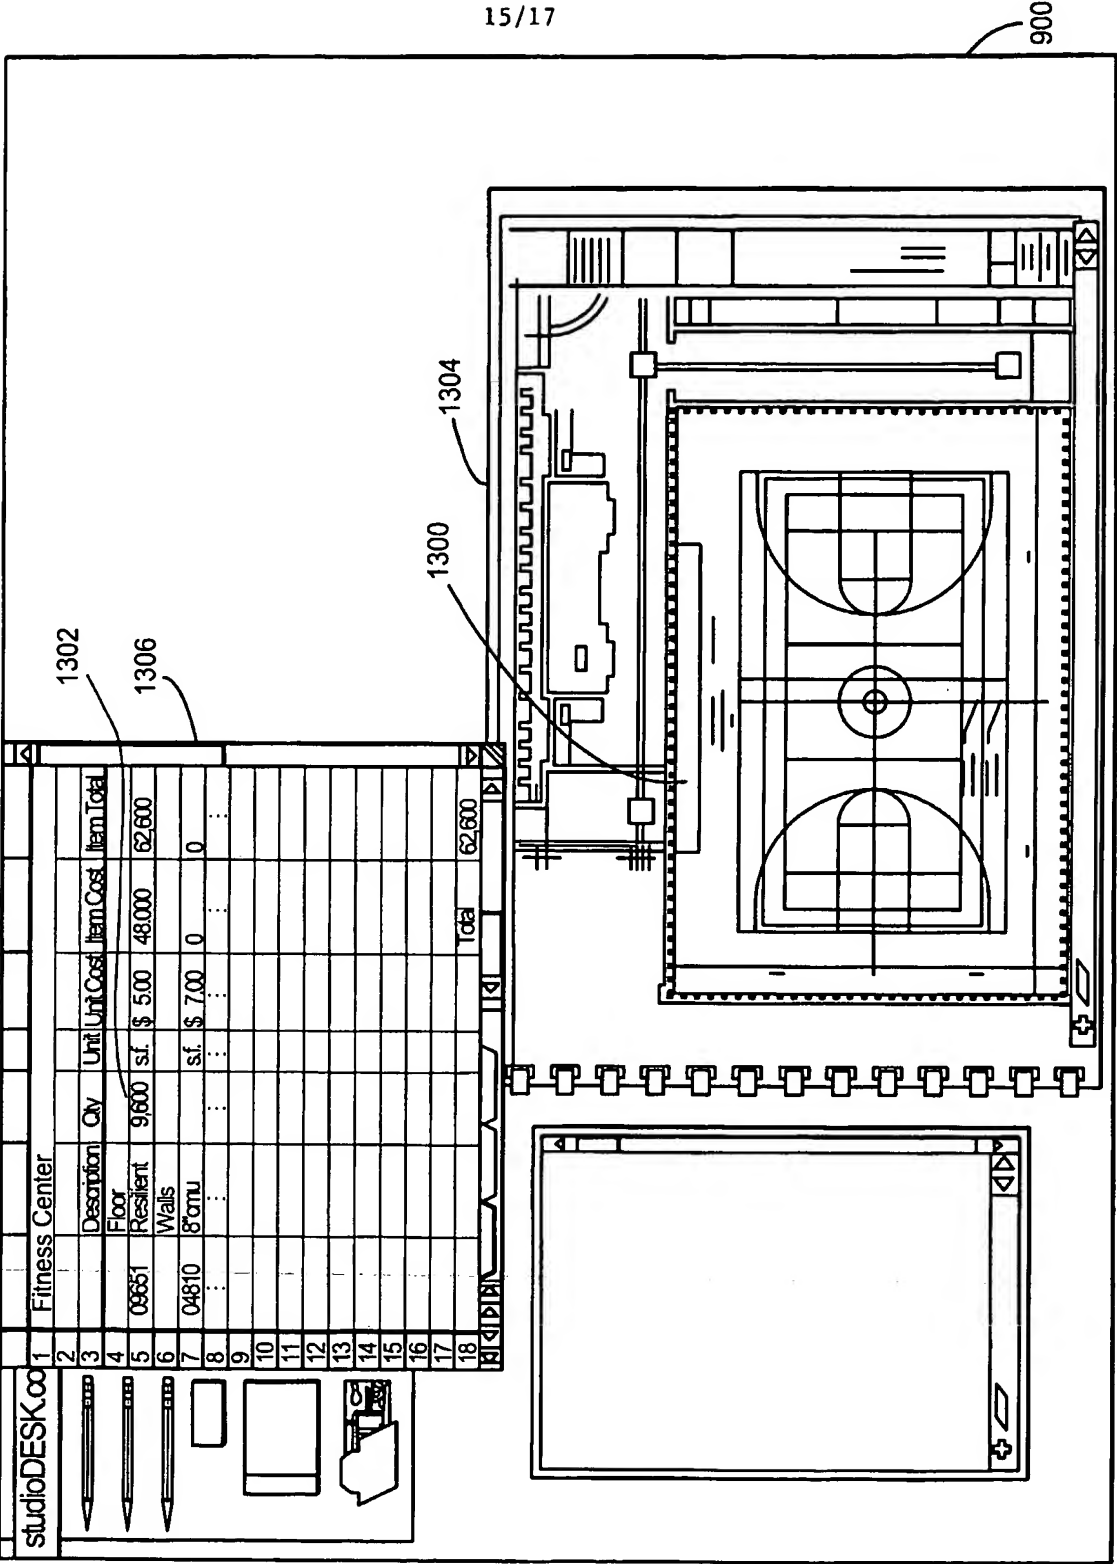 15/17
900
studioDESK.co
1 Fitness Center
2
3 Description Qty Unit Unit Cost Item Cost Item Total
4 Floor
5 09651 Resilient 9,600 s.f. $ 5.00 48.000 62,600
6 Walls
7 04810 8"cmu s.f. $ 7.00 0 0
8 : : : : :
9
10
11
12
13
14
15
16
17
18 Total 62,600
1302
1306
1304
1300